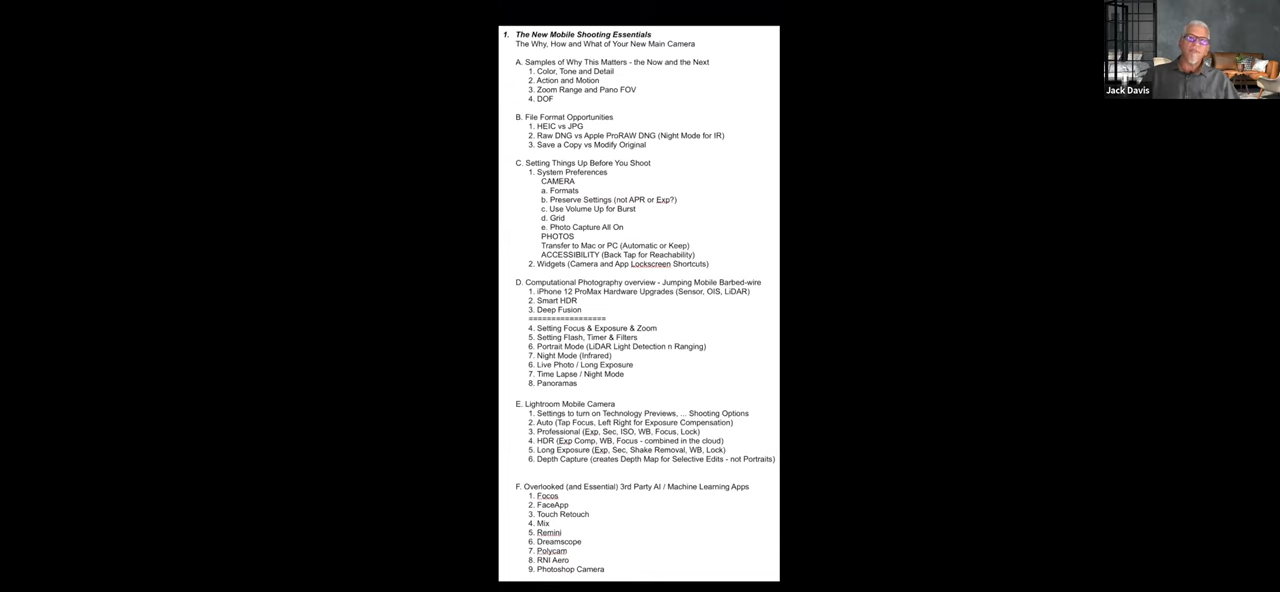 1. The New Mobile Shooting Essentials
The Why, How and What of Your New Main Camera
A. Samples of Why This Matters - the Now and the Next
1. Color, Tone and Detail
2. Action and Motion
3. Zoom Range and Pano FOV
4. DOF
B. File Format Opportunities
1. HEIC vs JPG
2. Raw DNG vs Apple ProRAW DNG (Night Mode for IR)
3. Save a Copy vs Modify Original
C. Setting Things Up Before You Shoot
1. System Preferences
CAMERA
a. Formats
b. Preserve Settings (not APR or Exp?)
c. Use Volume Up for Burst
d. Grid
e. Photo Capture All On
PHOTOS
Transfer to Mac or PC (Automatic or Keep)
ACCESSIBILITY (Back Tap for Reachability)
2. Widgets (Camera and App Lockscreen Shortcuts)
D. Computational Photography overview - Jumping Mobile Barbed-wire
1. iPhone 12 ProMax Hardware Upgrades (Sensor, OIS, LiDAR)
2. Smart HDR
3. Deep Fusion
=================
4. Setting Focus & Exposure & Zoom
5. Setting Flash, Timer & Filters
6. Portrait Mode (LiDAR Light Detection n Ranging)
7. Night Mode (Infrared)
6. Live Photo / Long Exposure
7. Time Lapse / Night Mode
8. Panoramas
E. Lightroom Mobile Camera
1. Settings to turn on Technology Previews, ... Shooting Options
2. Auto (Tap Focus, Left Right for Exposure Compensation)
3. Professional (Exp, Sec, ISO, WB, Focus, Lock)
4. HDR (Exp Comp, WB, Focus - combined in the cloud)
5. Long Exposure (Exp, Sec, Shake Removal, WB, Lock)
6. Depth Capture (creates Depth Map for Selective Edits - not Portraits)
F. Overlooked (and Essential) 3rd Party AI / Machine Learning Apps
1. Focos
2. FaceApp
3. Touch Retouch
4. Mix
5. Remini
6. Dreamscope
7. Polycam
8. RNI Aero
9. Photoshop Camera
Jack Davis